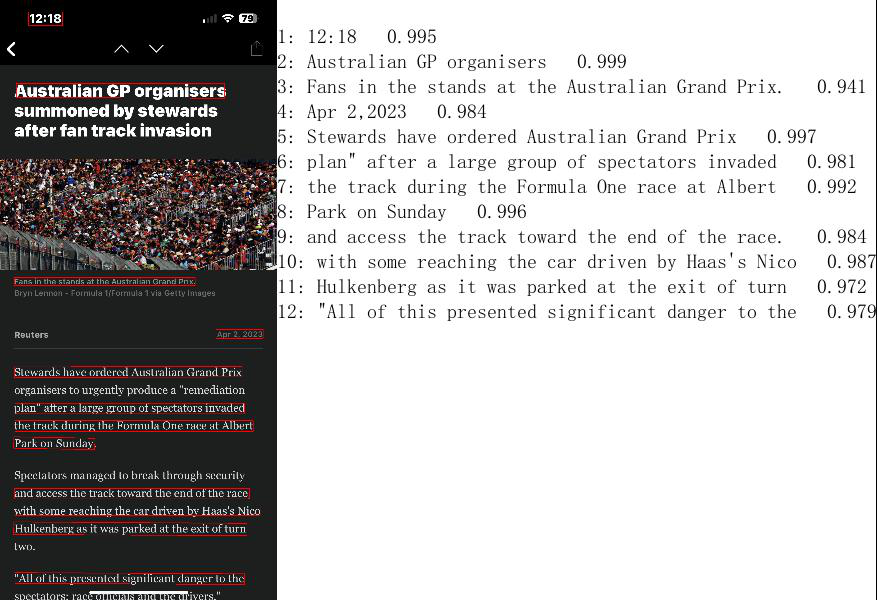 12:18
79
Australian GP organisers
summoned by stewards
after fan track invasion
Fans in the stands at the Australian Grand Prix.
Bryn Lennon - Formula 1/Formula 1 via Getty Images
Reuters
Apr 2, 2023
Stewards have ordered Australian Grand Prix
organisers to urgently produce a "remediation
plan" after a large group of spectators invaded
the track during the Formula One race at Albert
Park on Sunday.
Spectators managed to break through security
and access the track toward the end of the race
with some reaching the car driven by Haas's Nico
Hulkenberg as it was parked at the exit of turn
two.
"All of this presented significant danger to the
spectators; race officials and the drivers,"
1: 12:18 0.995
2: Australian GP organisers 0.999
3: Fans in the stands at the Australian Grand Prix. 0.941
4: Apr 2,2023 0.984
5: Stewards have ordered Australian Grand Prix 0.997
6: plan" after a large group of spectators invaded 0.981
7: the track during the Formula One race at Albert 0.992
8: Park on Sunday 0.996
9: and access the track toward the end of the race. 0.984
10: with some reaching the car driven by Haas's Nico 0.987
11: Hulkenberg as it was parked at the exit of turn 0.972
12: "All of this presented significant danger to the 0.979